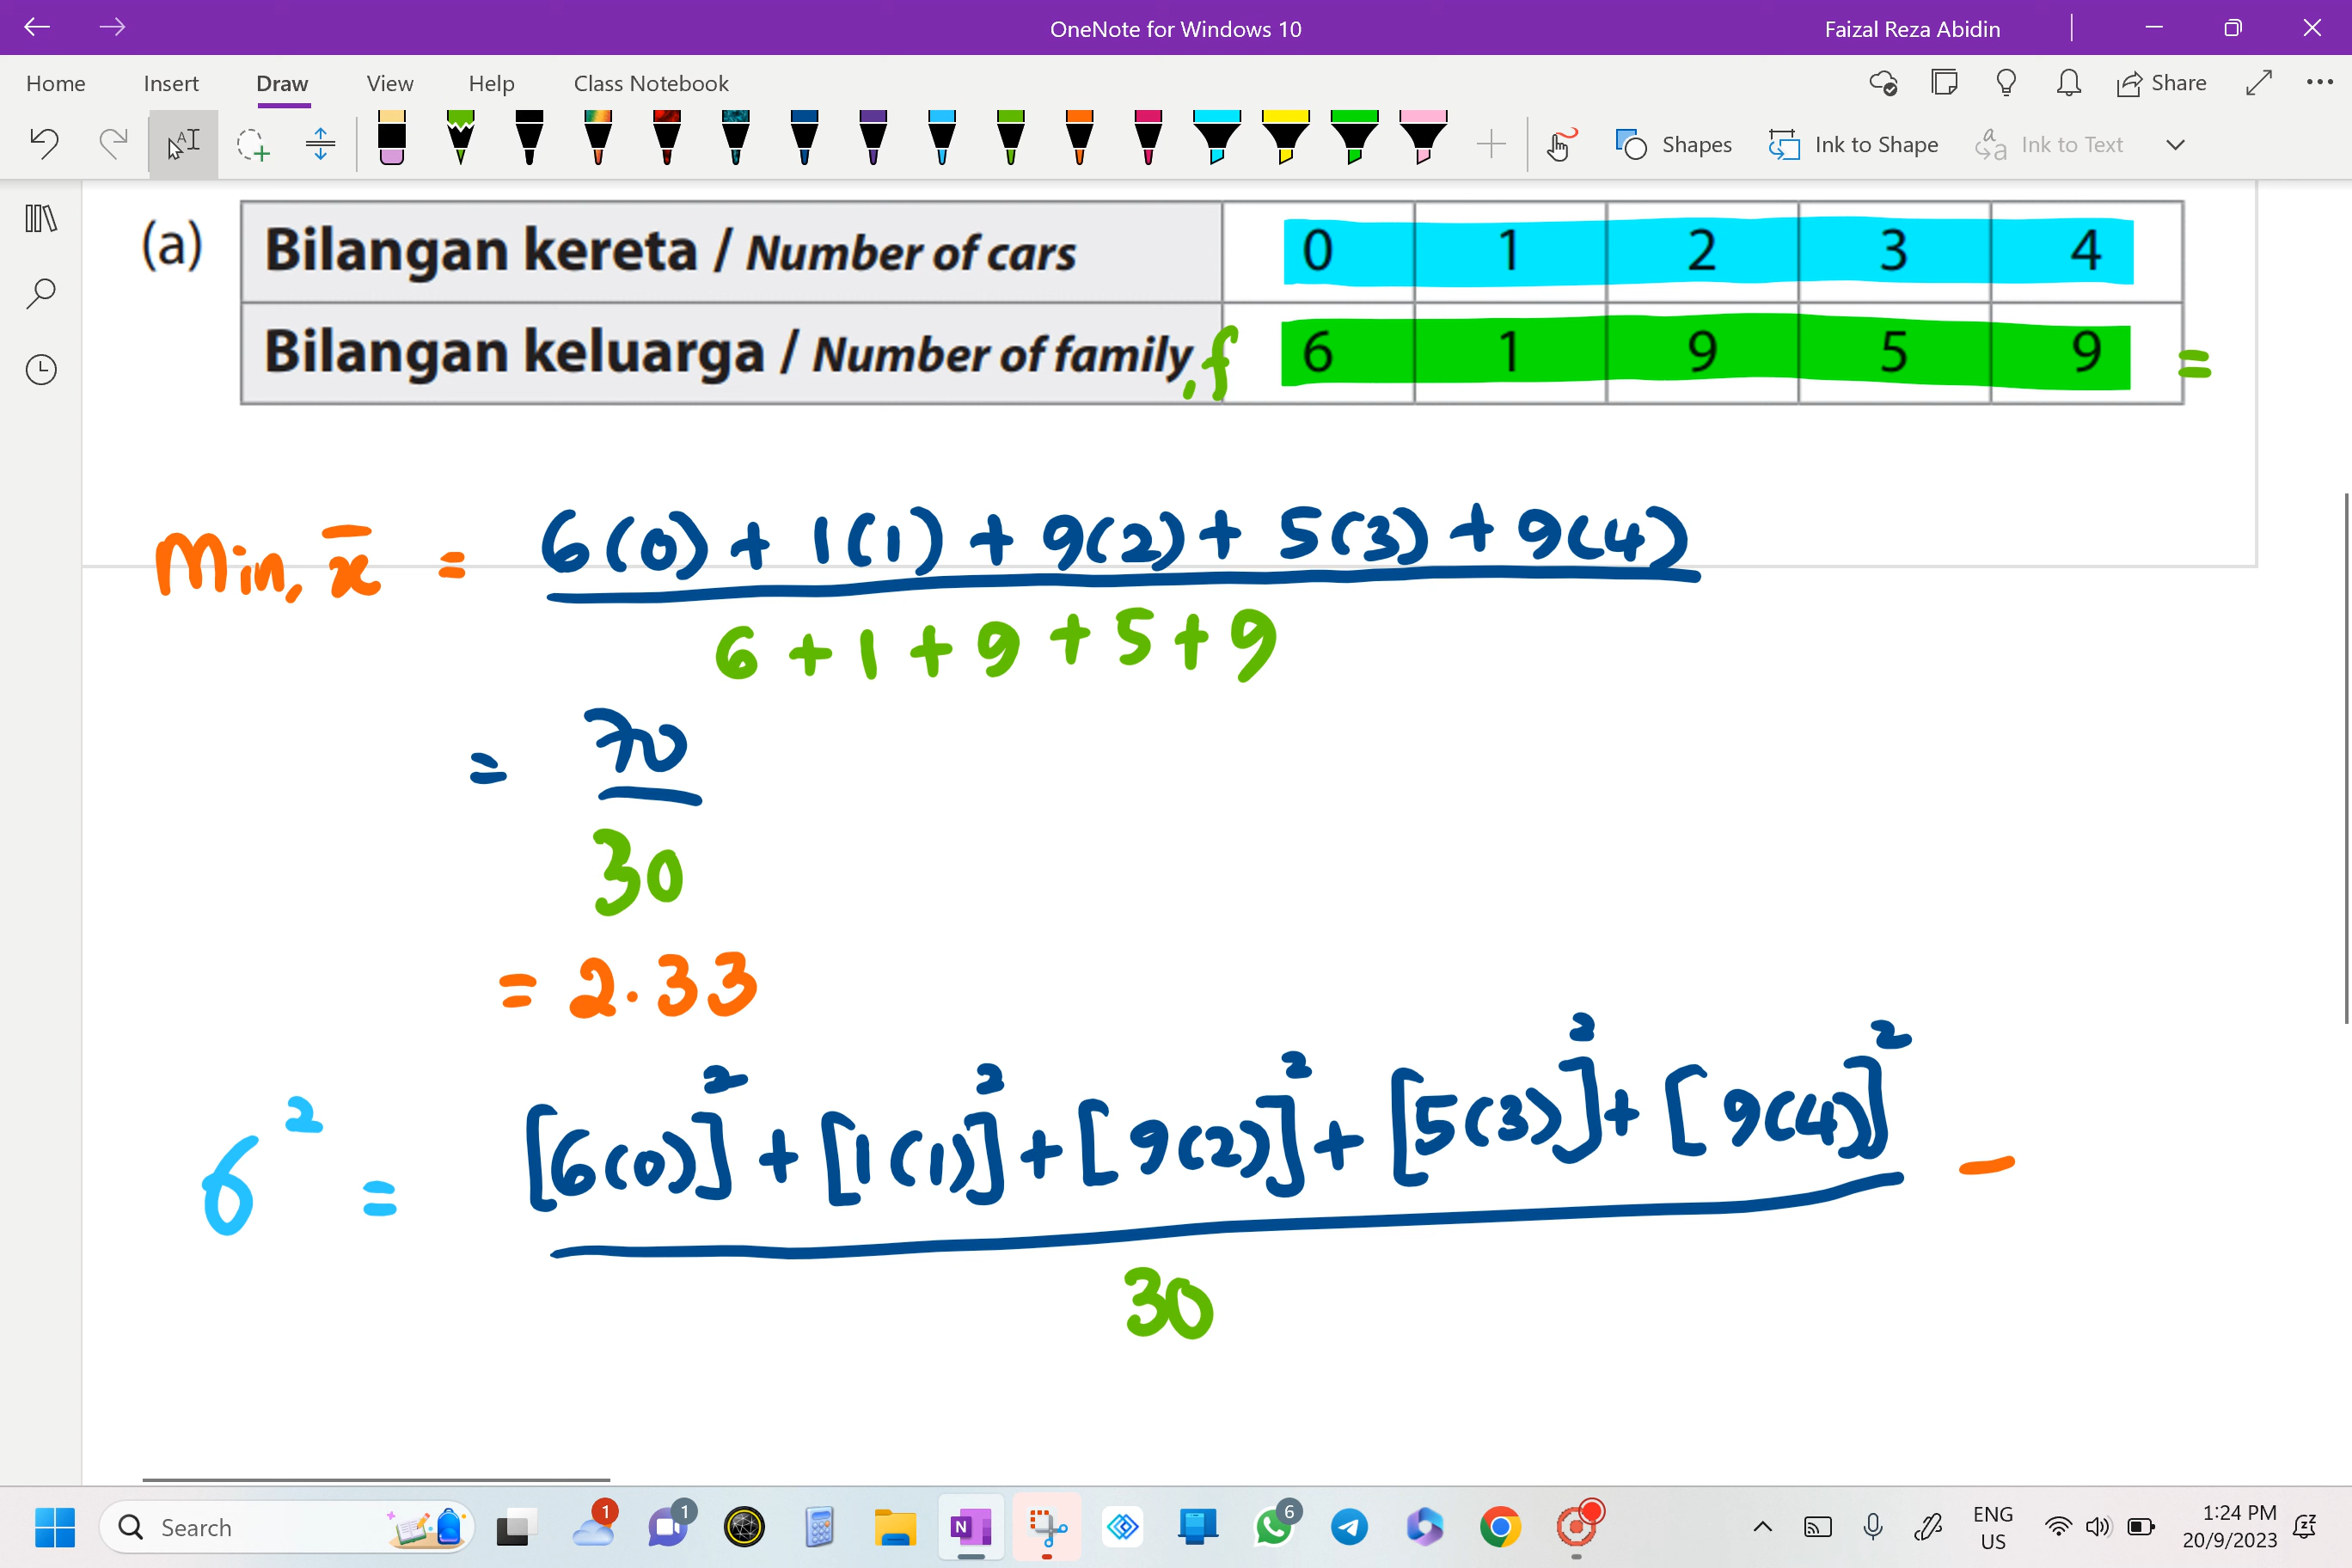 OneNote for Windows 10
Faizal Reza Abidin
Home Insert Draw View Help Class Notebook Share
Shapes Ink to Shape Ink to Text
(a) Bilangan kereta / Number of cars 0 1 2 3 4
Bilangan keluarga / Number of family, f 6 1 9 5 9 =
Min, x̄ = 6(0) + 1(1) + 9(2) + 5(3) + 9(4)
6 + 1 + 9 + 5 + 9
= 70
30
= 2.33
σ² = [6(0)]² + [1(1)]² + [9(2)]² + [5(3)]² + [9(4)]² −
30
Search 1 1 6 ENG 1:24 PM
US 20/9/2023